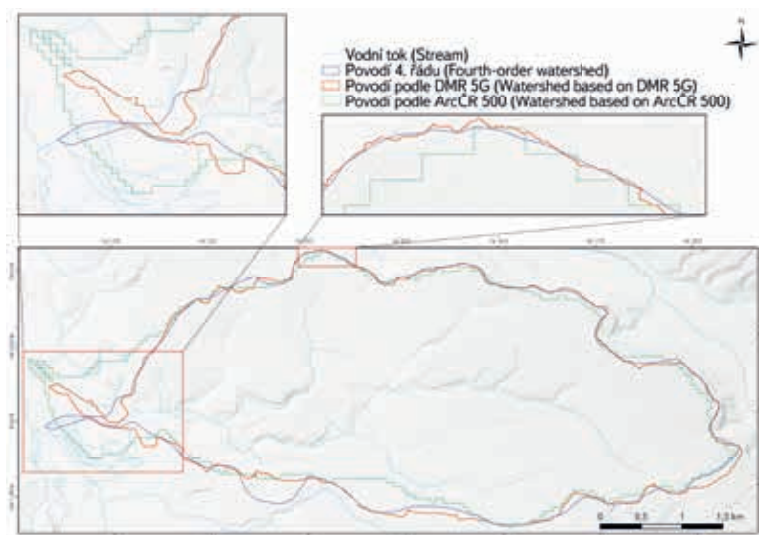 N
Vodní tok (Stream)
Povodí 4. řádu (Fourth-order watershed)
Povodí podle DMR 5G (Watershed based on DMR 5G)
Povodí podle ArcČR 500 (Watershed based on ArcČR 500)
0 0,5 1 1,5 km